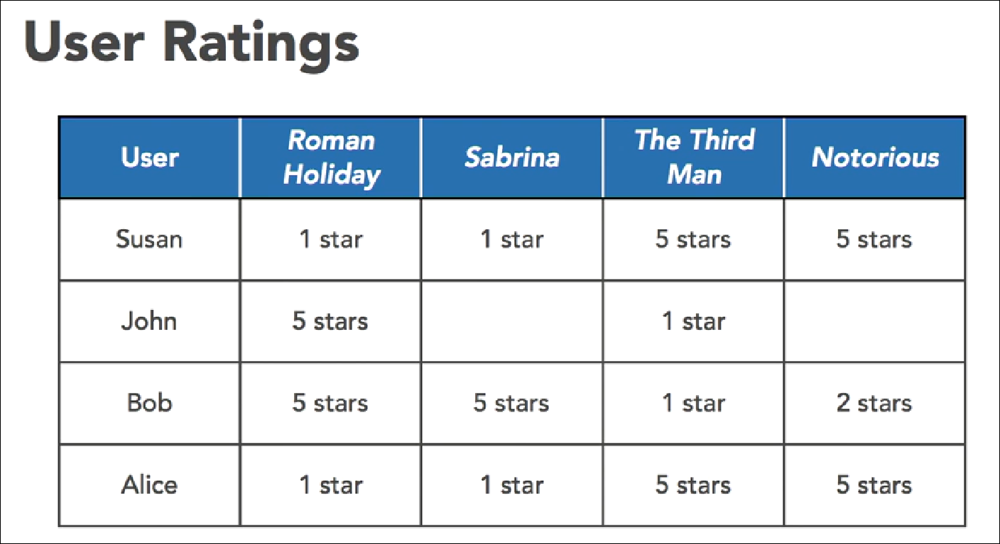 User Ratings
User Roman Holiday Sabrina The Third Man Notorious
Susan 1 star 1 star 5 stars 5 stars
John 5 stars 1 star
Bob 5 stars 5 stars 1 star 2 stars
Alice 1 star 1 star 5 stars 5 stars